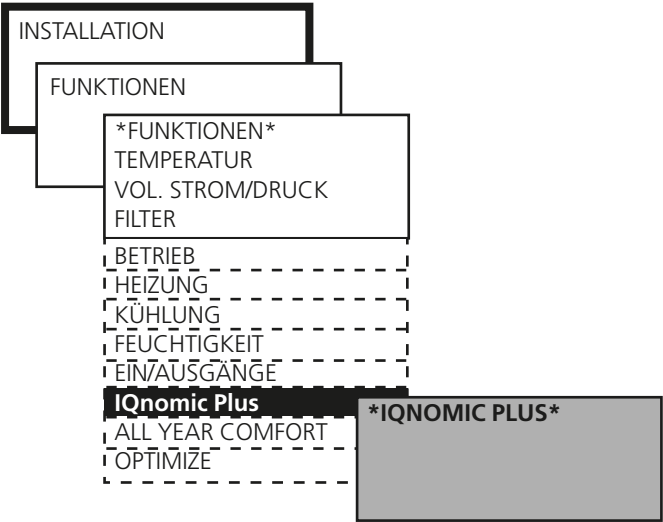 INSTALLATION
FUNKTIONEN
*FUNKTIONEN*
TEMPERATUR
VOL. STROM/DRUCK
FILTER
BETRIEB
HEIZUNG
KÜHLUNG
FEUCHTIGKEIT
EIN/AUSGÄNGE
IQnomic Plus
*IQNOMIC PLUS*
ALL YEAR COMFORT
OPTIMIZE